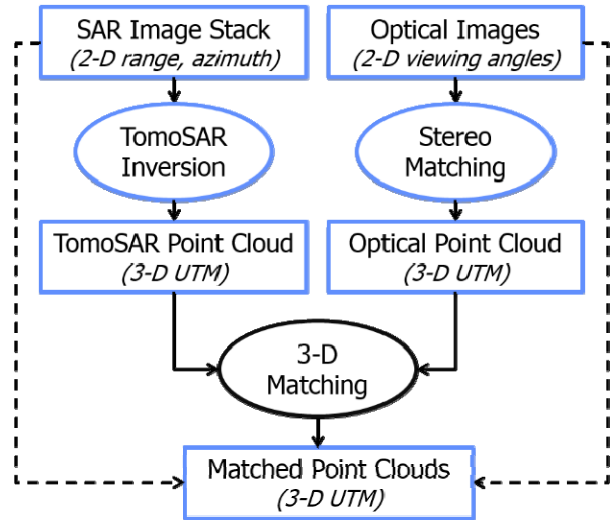 SAR Image Stack
(2-D range, azimuth)
Optical Images
(2-D viewing angles)
TomoSAR
Inversion
Stereo
Matching
TomoSAR Point Cloud
(3-D UTM)
Optical Point Cloud
(3-D UTM)
3-D
Matching
Matched Point Clouds
(3-D UTM)